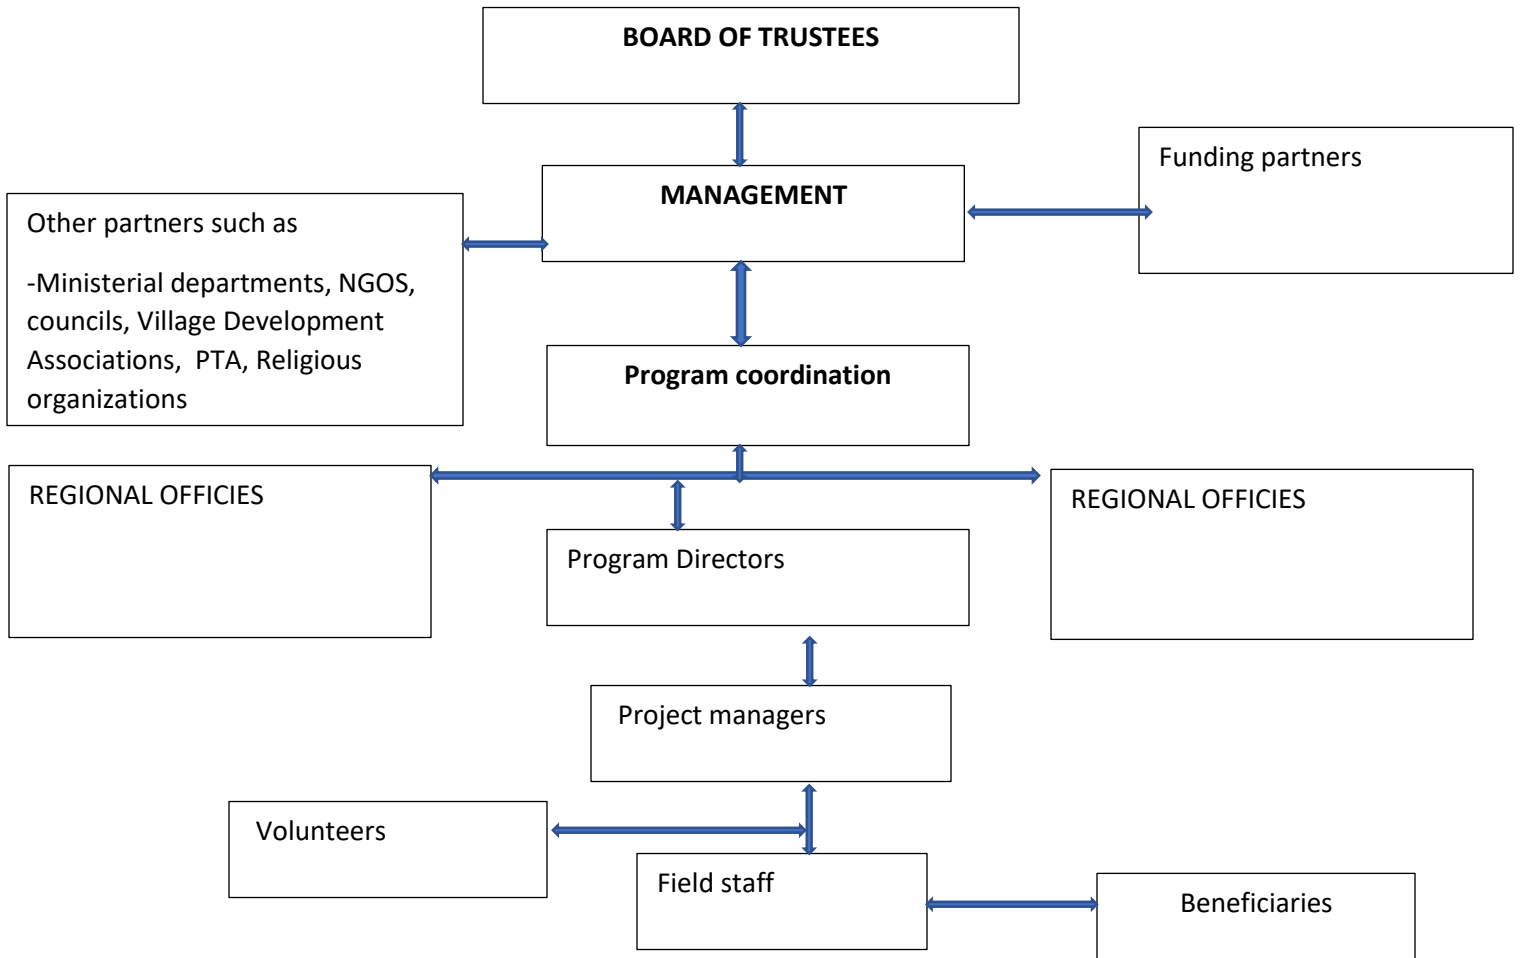 BOARD OF TRUSTEES
Funding partners
MANAGEMENT
Other partners such as
-Ministerial departments, NGOS,
councils, Village Development
Associations, PTA, Religious
organizations
Program coordination
REGIONAL OFFICIES
REGIONAL OFFICIES
Program Directors
Project managers
Volunteers
Field staff
Beneficiaries